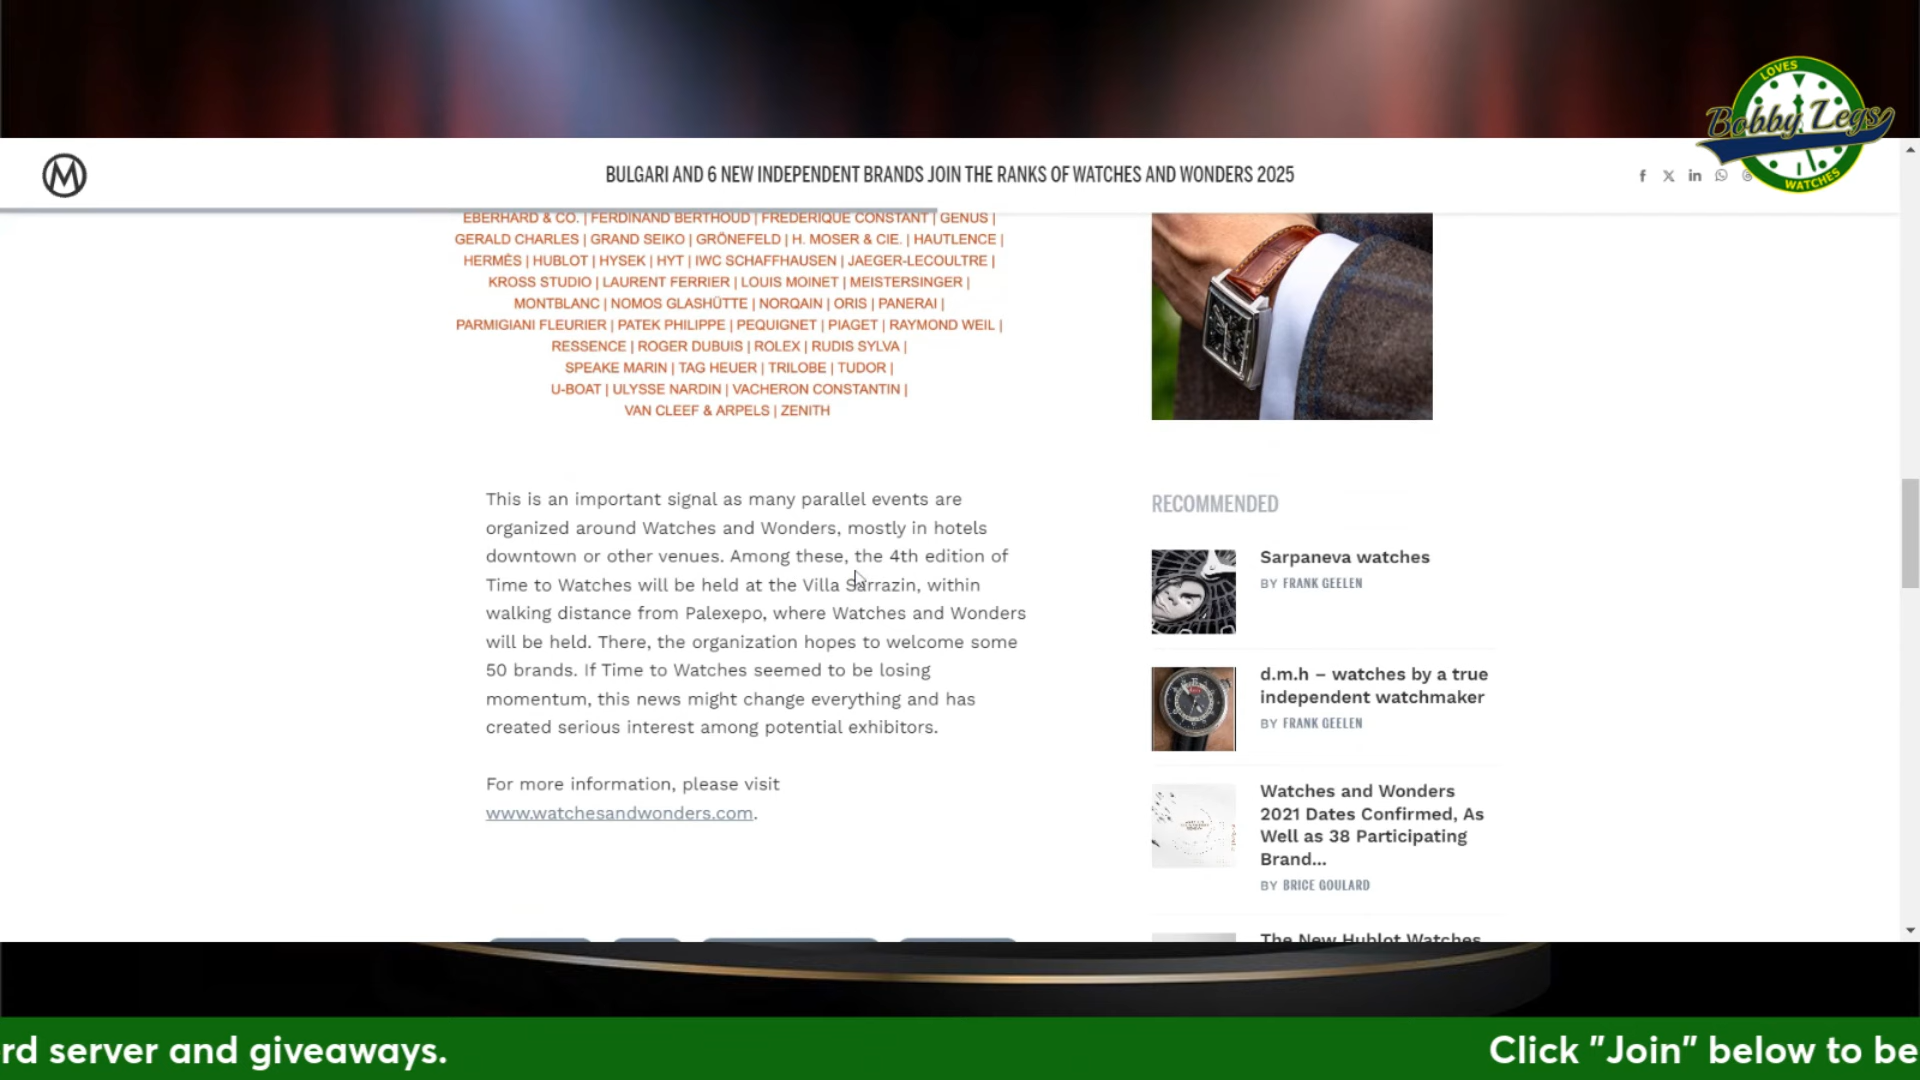 LOVES
Bobby Legs
WATCHES
M
BULGARI AND 6 NEW INDEPENDENT BRANDS JOIN THE RANKS OF WATCHES AND WONDERS 2025
EBERHARD & CO. | FERDINAND BERTHOUD | FREDERIQUE CONSTANT | GENUS |
GERALD CHARLES | GRAND SEIKO | GRÖNEFELD | H. MOSER & CIE. | HAUTLENCE |
HERMÈS | HUBLOT | HYSEK | HYT | IWC SCHAFFHAUSEN | JAEGER-LECOULTRE |
KROSS STUDIO | LAURENT FERRIER | LOUIS MOINET | MEISTERSINGER |
MONTBLANC | NOMOS GLASHÜTTE | NORQAIN | ORIS | PANERAI |
PARMIGIANI FLEURIER | PATEK PHILIPPE | PEQUIGNET | PIAGET | RAYMOND WEIL |
RESSENCE | ROGER DUBUIS | ROLEX | RUDIS SYLVA |
SPEAKE MARIN | TAG HEUER | TRILOBE | TUDOR |
U-BOAT | ULYSSE NARDIN | VACHERON CONSTANTIN |
VAN CLEEF & ARPELS | ZENITH
This is an important signal as many parallel events are
organized around Watches and Wonders, mostly in hotels
downtown or other venues. Among these, the 4th edition of
Time to Watches will be held at the Villa Sarrazin, within
walking distance from Palexepo, where Watches and Wonders
will be held. There, the organization hopes to welcome some
50 brands. If Time to Watches seemed to be losing
momentum, this news might change everything and has
created serious interest among potential exhibitors.
For more information, please visit
www.watchesandwonders.com.
RECOMMENDED
Sarpaneva watches
BY FRANK GEELEN
d.m.h – watches by a true
independent watchmaker
BY FRANK GEELEN
Watches and Wonders
2021 Dates Confirmed, As
Well as 38 Participating
Brand...
BY BRICE GOULARD
The New Hublot Watches
rd server and giveaways.
Click "Join" below to be